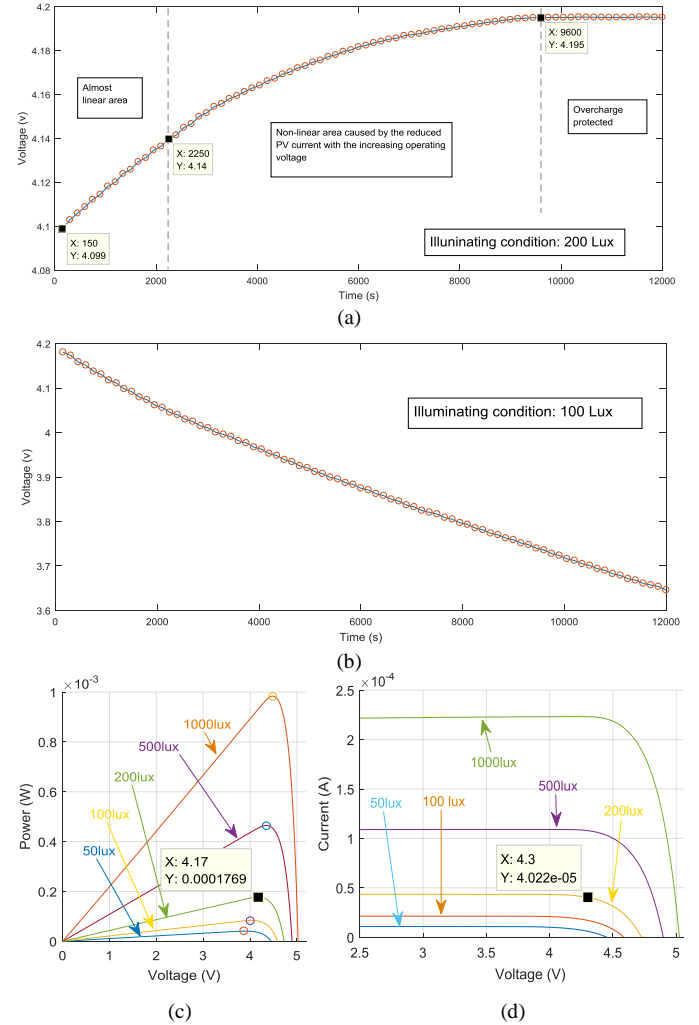 4.2
4.18
4.16
4.14
4.12
4.1
4.08
Voltage (v)
Almost
linear area
X: 150
Y: 4.099
X: 2250
Y: 4.14
Non-linear area caused by the reduced
PV current with the increasing operating
voltage
X: 9600
Y: 4.195
Overcharge
protected
Illuninating condition: 200 Lux
0 2000 4000 6000 8000 10000 12000
Time (s)
(a)
4.2
4.1
4
3.9
3.8
3.7
3.6
Voltage (v)
Illuminating condition: 100 Lux
0 2000 4000 6000 8000 10000 12000
Time (s)
(b)
×10-3
1
0.8
0.6
0.4
0.2
0
Power (W)
1000lux
500lux
200lux
100lux
50lux
X: 4.17
Y: 0.0001769
0 1 2 3 4 5
Voltage (V)
(c)
×10-4
2.5
2
1.5
1
0.5
0
Current (A)
1000lux
500lux
200lux
100 lux
50lux
X: 4.3
Y: 4.022e-05
2.5 3 3.5 4 4.5 5
Voltage (V)
(d)